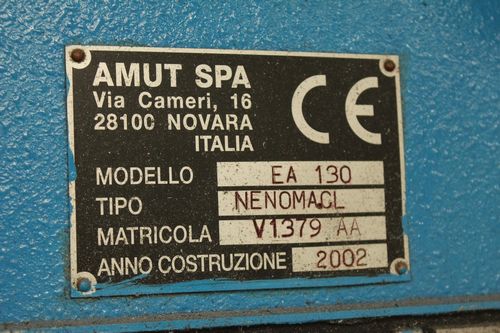 AMUT SPA
Via Cameri, 16
28100 NOVARA
ITALIA
CE
MODELLO EA 130
TIPO NENOMACL
MATRICOLA V1379 AA
ANNO COSTRUZIONE 2002